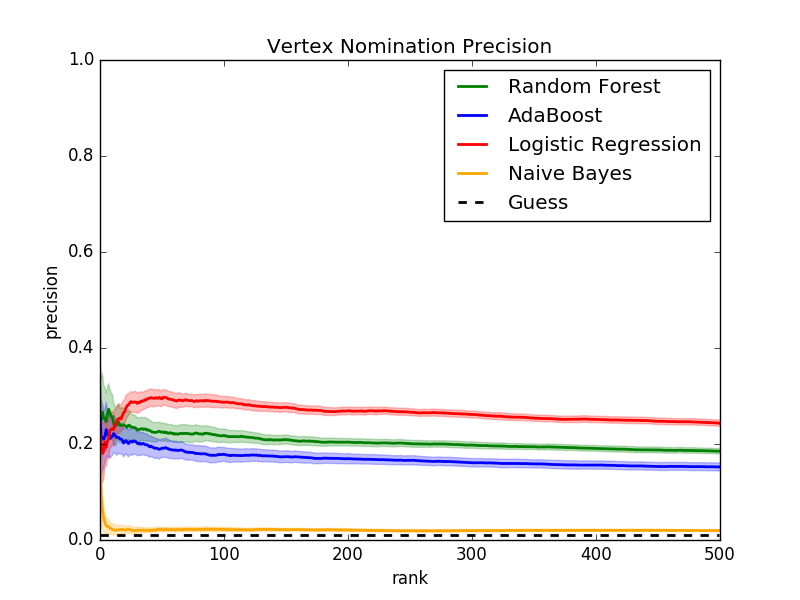 Vertex Nomination Precision
1.0
0.8
0.6
0.4
0.2
0.0
precision
Random Forest
AdaBoost
Logistic Regression
Naive Bayes
Guess
0 100 200 300 400 500
rank